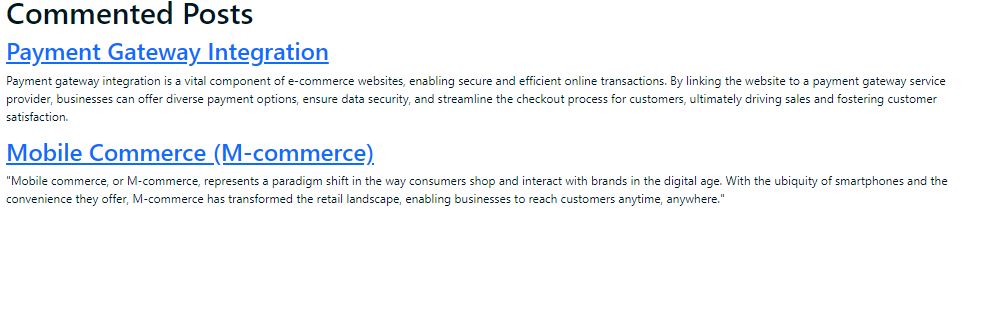 Commented Posts
Payment Gateway Integration
Payment gateway integration is a vital component of e-commerce websites, enabling secure and efficient online transactions. By linking the website to a payment gateway service
provider, businesses can offer diverse payment options, ensure data security, and streamline the checkout process for customers, ultimately driving sales and fostering customer
satisfaction.
Mobile Commerce (M-commerce)
"Mobile commerce, or M-commerce, represents a paradigm shift in the way consumers shop and interact with brands in the digital age. With the ubiquity of smartphones and the
convenience they offer, M-commerce has transformed the retail landscape, enabling businesses to reach customers anytime, anywhere."